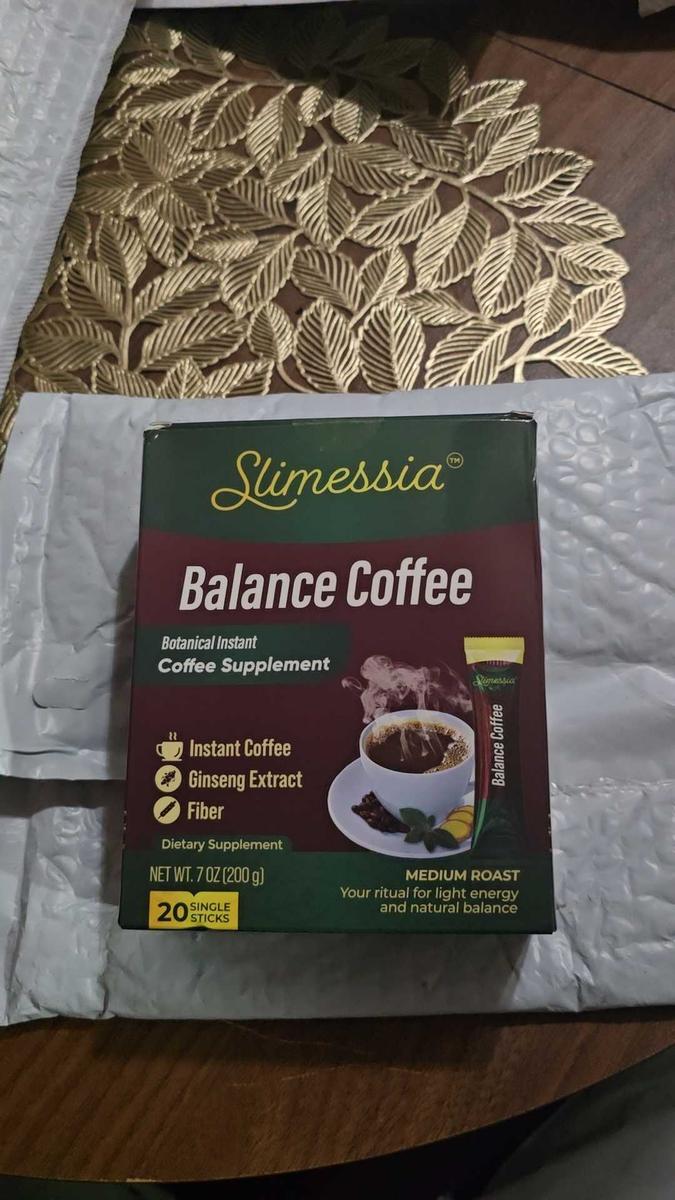 Slimessia™
Balance Coffee
Botanical Instant
Coffee Supplement
Slimessia
Balance Coffee
Instant Coffee
Ginseng Extract
Fiber
Dietary Supplement
NET WT. 7 OZ (200 g)
20 SINGLE
STICKS
MEDIUM ROAST
Your ritual for light energy
and natural balance